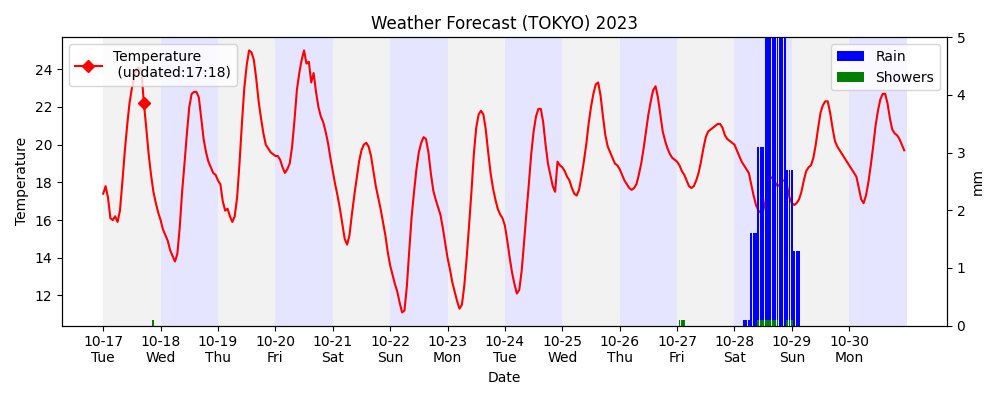 Weather Forecast (TOKYO) 2023
Temperature
(updated:17:18)
Rain
Showers
Temperature
24
22
20
18
16
14
12
5
4
3
2
1
0
mm
10-17 10-18 10-19 10-20 10-21 10-22 10-23 10-24 10-25 10-26 10-27 10-28 10-29 10-30
Tue Wed Thu Fri Sat Sun Mon Tue Wed Thu Fri Sat Sun Mon
Date